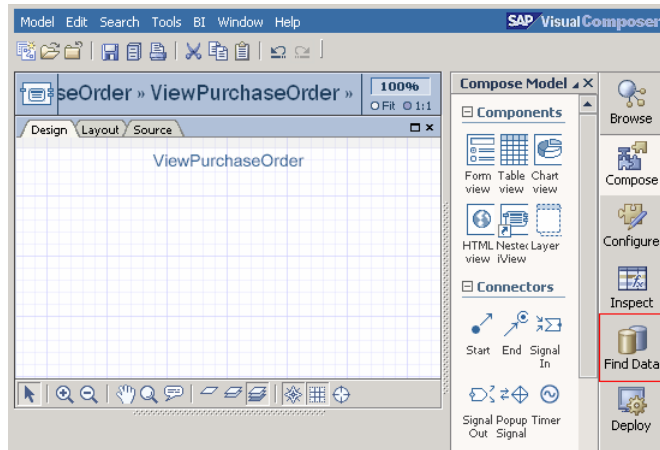 Model Edit Search Tools BI Window Help
SAP Visual Composer
seOrder » ViewPurchaseOrder »
100%
Fit 1:1
Design Layout Source
ViewPurchaseOrder
Compose Model
Components
Form view
Table view
Chart view
HTML view
Nestec iView
Layer
Connectors
Start
End
Signal In
Signal Out
Popup Signal
Timer
Browse
Compose
Configure
Inspect
Find Data
Deploy